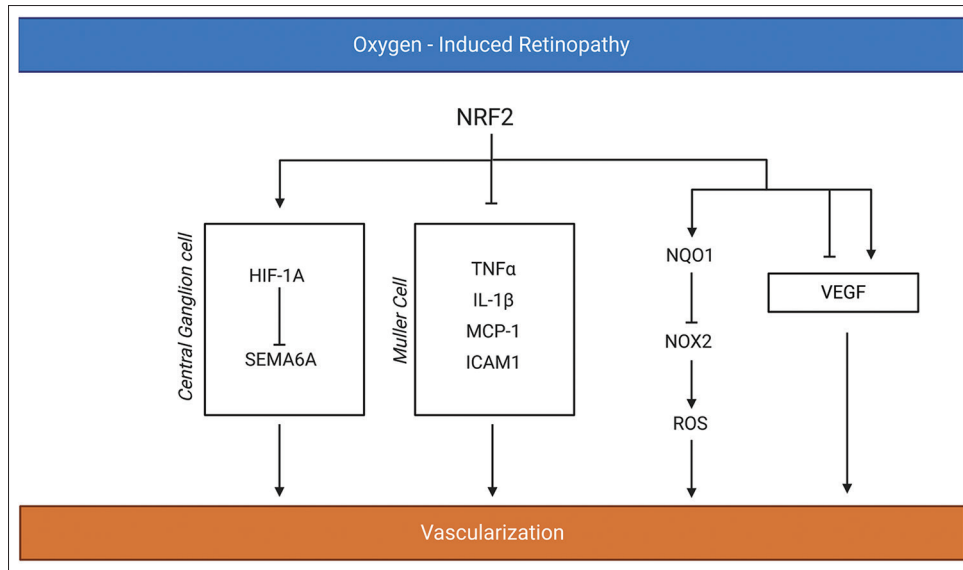 Oxygen - Induced Retinopathy
NRF2
Central Ganglion cell
HIF-1A
SEMA6A
Muller Cell
TNFα
IL-1β
MCP-1
ICAM1
NQO1
NOX2
ROS
VEGF
Vascularization